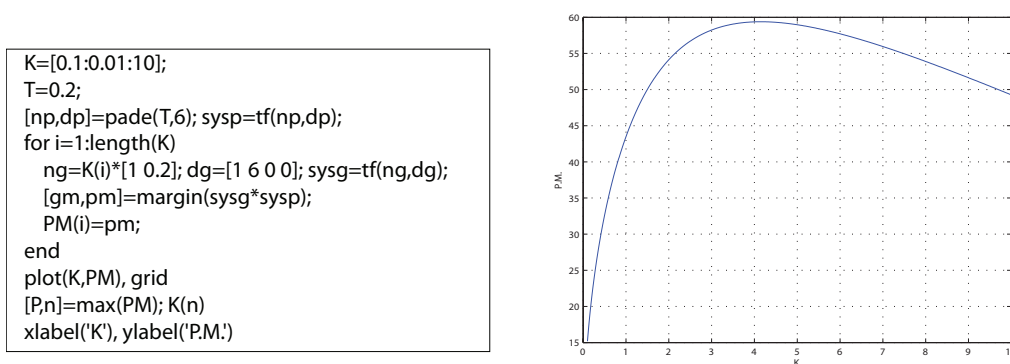 K=[0.1:0.01:10];
T=0.2;
[np,dp]=pade(T,6); sysp=tf(np,dp);
for i=1:length(K)
ng=K(i)*[1 0.2]; dg=[1 6 0 0]; sysg=tf(ng,dg);
[gm,pm]=margin(sysg*sysp);
PM(i)=pm;
end
plot(K,PM), grid
[P,n]=max(PM); K(n)
xlabel('K'), ylabel('P.M.')
60
55
50
45
40
35
30
25
20
15
P.M.
0 1 2 3 4 5 6 7 8 9
K